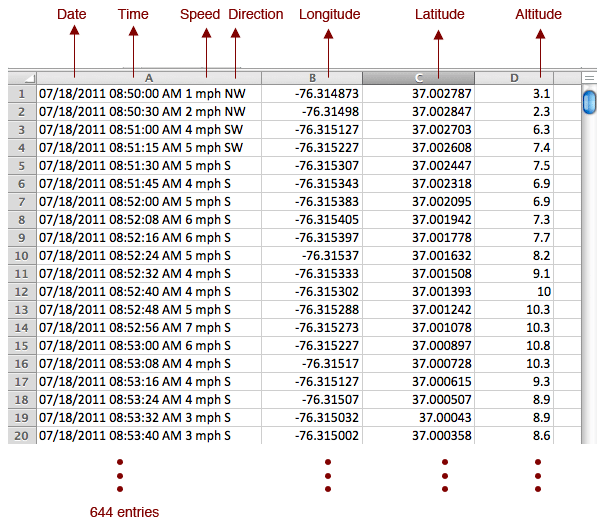 Date Time Speed Direction Longitude Latitude Altitude
A B C D
1 07/18/2011 08:50:00 AM 1 mph NW -76.314873 37.002787 3.1
2 07/18/2011 08:50:30 AM 2 mph NW -76.31498 37.002847 2.3
3 07/18/2011 08:51:00 AM 4 mph SW -76.315127 37.002703 6.3
4 07/18/2011 08:51:15 AM 5 mph SW -76.315227 37.002608 7.4
5 07/18/2011 08:51:30 AM 5 mph S -76.315307 37.002447 7.5
6 07/18/2011 08:51:45 AM 4 mph S -76.315343 37.002318 6.9
7 07/18/2011 08:52:00 AM 5 mph S -76.315383 37.002095 6.9
8 07/18/2011 08:52:08 AM 6 mph S -76.315405 37.001942 7.3
9 07/18/2011 08:52:16 AM 6 mph S -76.315397 37.001778 7.7
10 07/18/2011 08:52:24 AM 5 mph S -76.31537 37.001632 8.2
11 07/18/2011 08:52:32 AM 4 mph S -76.315333 37.001508 9.1
12 07/18/2011 08:52:40 AM 4 mph S -76.315302 37.001393 10
13 07/18/2011 08:52:48 AM 5 mph S -76.315288 37.001242 10.3
14 07/18/2011 08:52:56 AM 7 mph S -76.315273 37.001078 10.3
15 07/18/2011 08:53:00 AM 6 mph S -76.315227 37.000897 10.8
16 07/18/2011 08:53:08 AM 4 mph S -76.31517 37.000728 10.3
17 07/18/2011 08:53:16 AM 4 mph S -76.315127 37.000615 9.3
18 07/18/2011 08:53:24 AM 4 mph S -76.31507 37.000507 8.9
19 07/18/2011 08:53:32 AM 3 mph S -76.315032 37.00043 8.9
20 07/18/2011 08:53:40 AM 3 mph S -76.315002 37.000358 8.6
644 entries